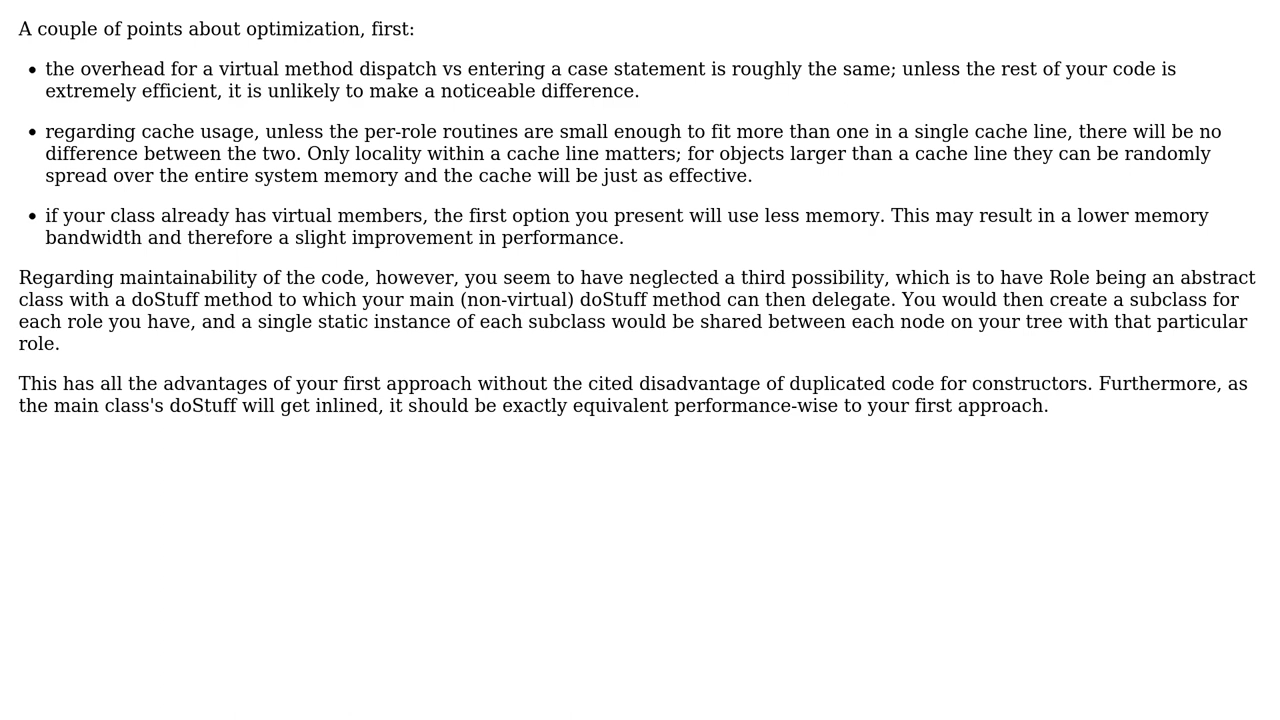 A couple of points about optimization, first:
• the overhead for a virtual method dispatch vs entering a case statement is roughly the same; unless the rest of your code is
extremely efficient, it is unlikely to make a noticeable difference.
• regarding cache usage, unless the per-role routines are small enough to fit more than one in a single cache line, there will be no
difference between the two. Only locality within a cache line matters; for objects larger than a cache line they can be randomly
spread over the entire system memory and the cache will be just as effective.
• if your class already has virtual members, the first option you present will use less memory. This may result in a lower memory
bandwidth and therefore a slight improvement in performance.
Regarding maintainability of the code, however, you seem to have neglected a third possibility, which is to have Role being an abstract
class with a doStuff method to which your main (non-virtual) doStuff method can then delegate. You would then create a subclass for
each role you have, and a single static instance of each subclass would be shared between each node on your tree with that particular
role.
This has all the advantages of your first approach without the cited disadvantage of duplicated code for constructors. Furthermore, as
the main class's doStuff will get inlined, it should be exactly equivalent performance-wise to your first approach.